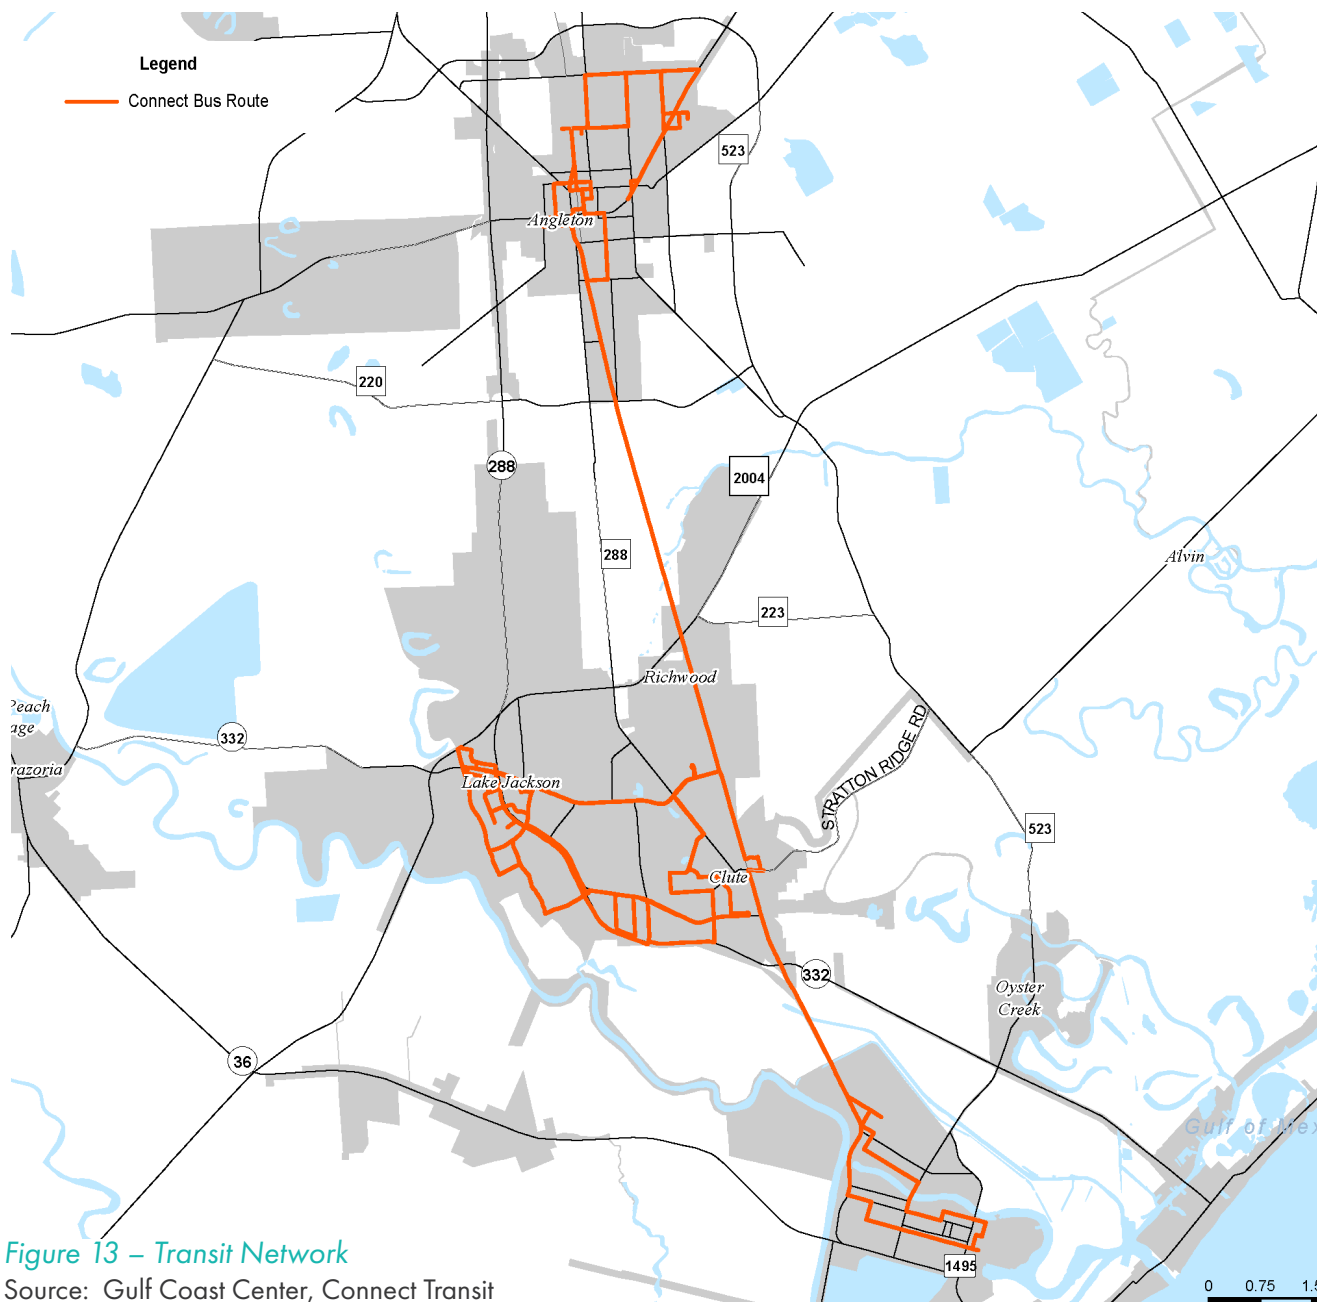 Legend
Connect Bus Route
523
Angleton
220
288
2004
288
Alvin
223
Richwood
Peach
age
332
STRATTON RIDGE RD
razoria
Lake Jackson
523
Clute
332
Oyster
Creek
36
Gulf of Mex
1495
Figure 13 – Transit Network
Source: Gulf Coast Center, Connect Transit
0 0.75 1.5